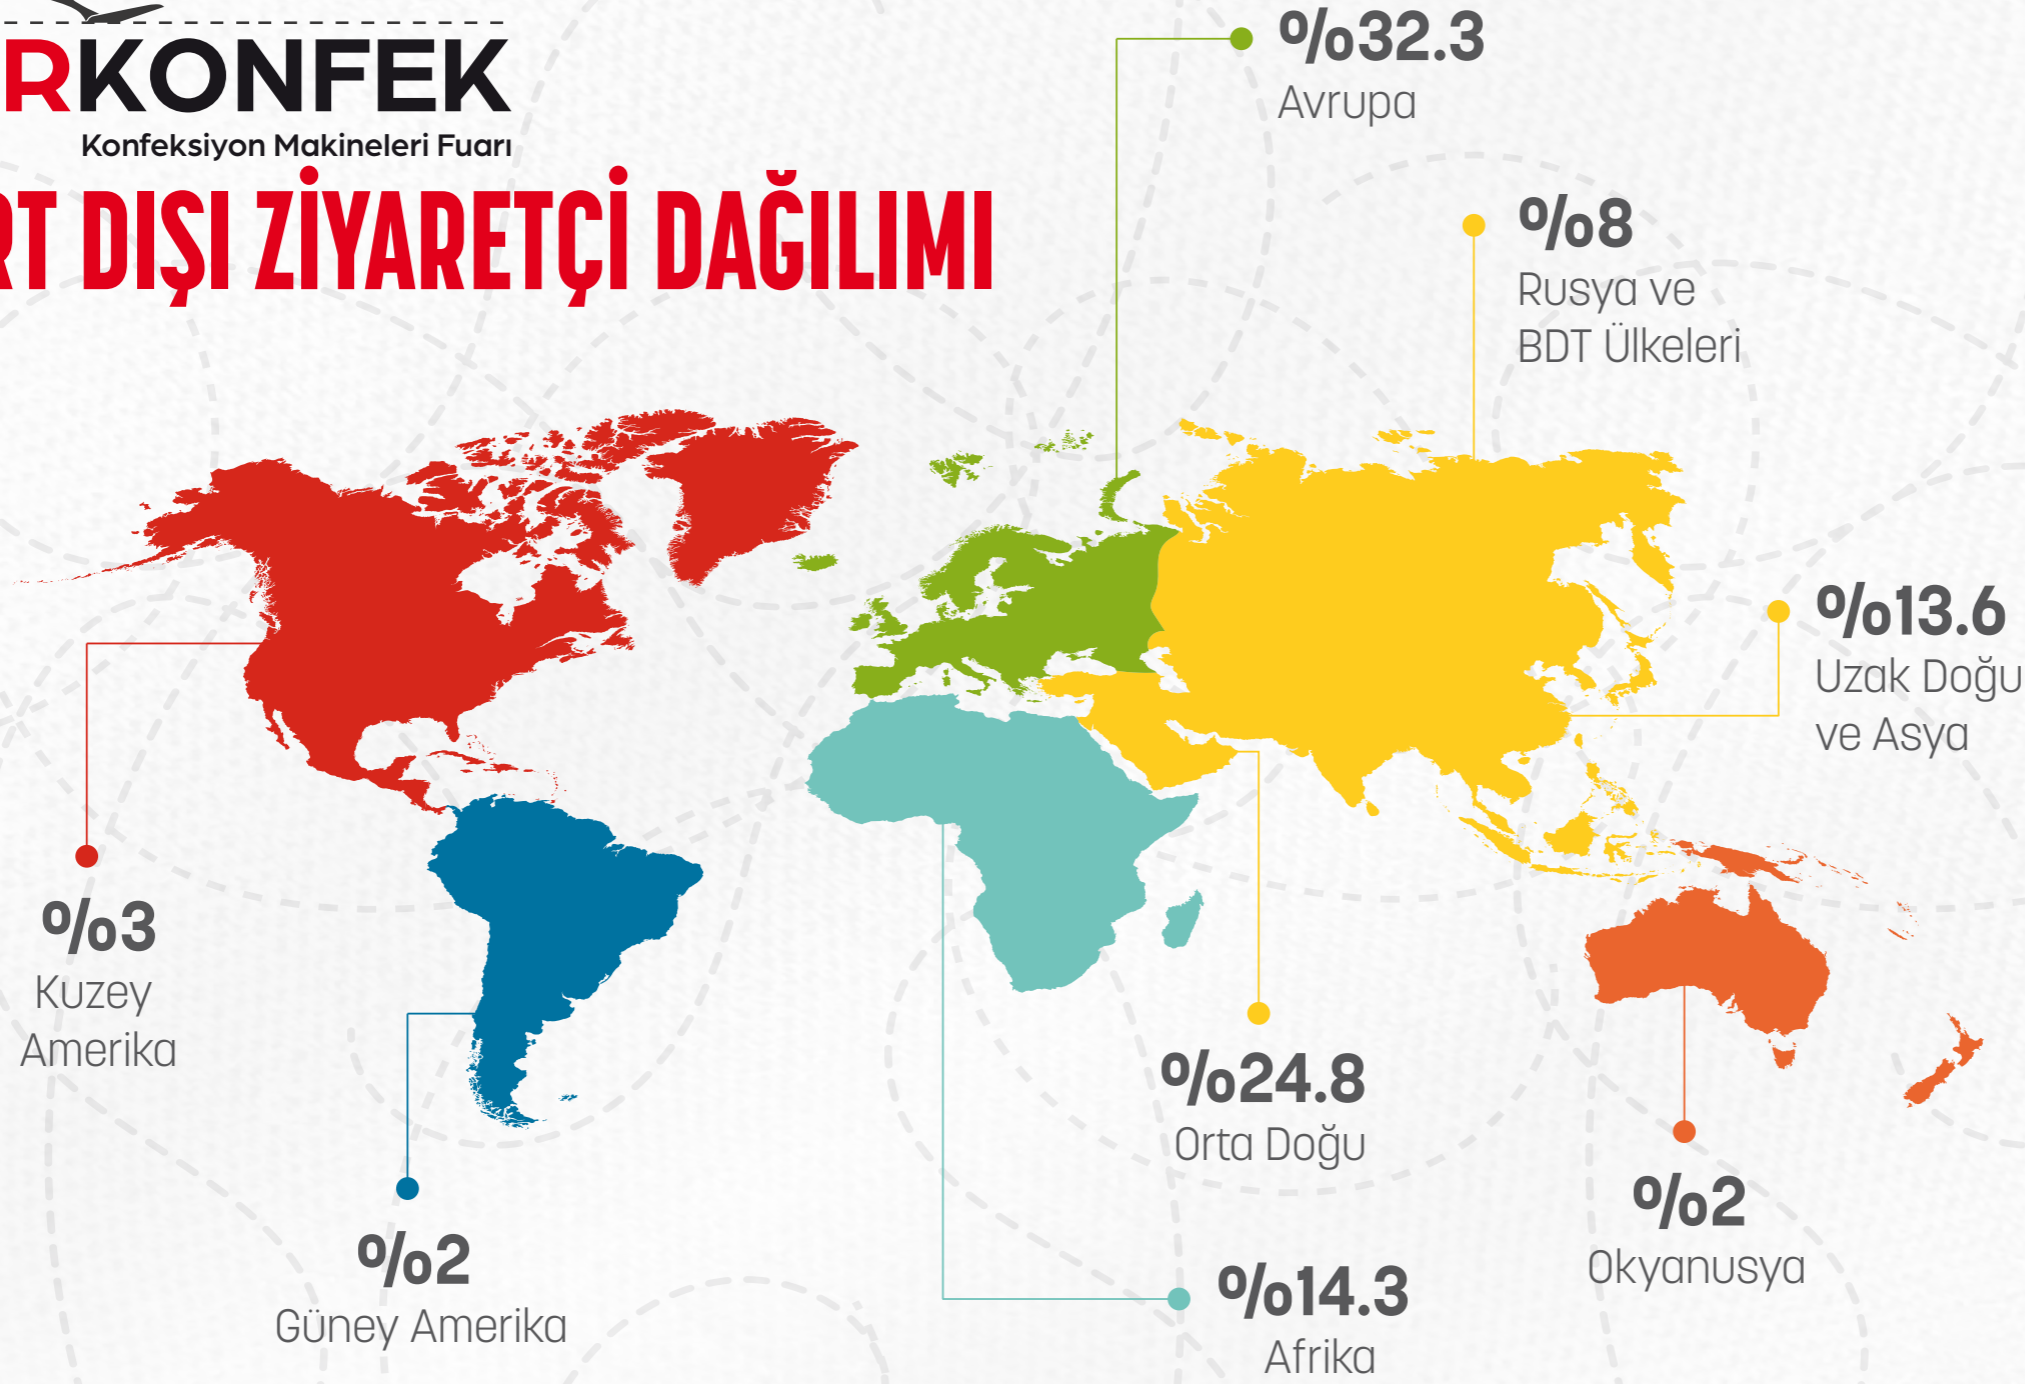 RKONFEK
Konfeksiyon Makineleri Fuarı
RT DIŞI ZİYARETÇİ DAĞILIMI
%32.3
Avrupa
%8
Rusya ve
BDT Ülkeleri
%13.6
Uzak Doğu
ve Asya
%3
Kuzey
Amerika
%24.8
Orta Doğu
%2
Okyanusya
%2
Güney Amerika
%14.3
Afrika